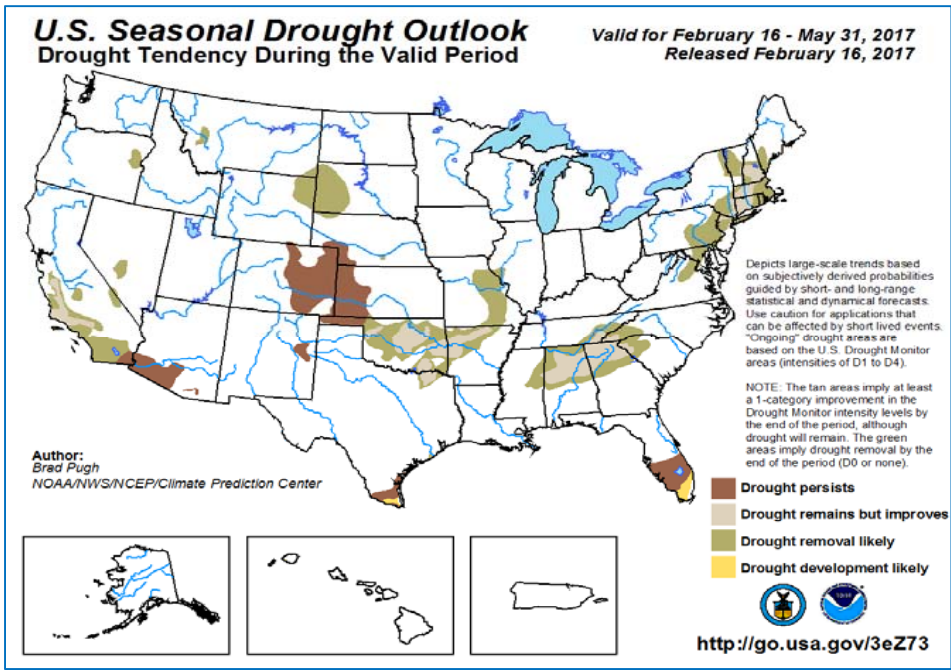 U.S. Seasonal Drought Outlook
Drought Tendency During the Valid Period
Valid for February 16 - May 31, 2017
Released February 16, 2017
Depicts large-scale trends based
on subjectively derived probabilities
guided by short- and long-range
statistical and dynamical forecasts.
Use caution for applications that
can be affected by short lived events.
"Ongoing" drought areas are
based on the U.S. Drought Monitor
areas (intensities of D1 to D4).
NOTE: The tan areas imply at least
a 1-category improvement in the
Drought Monitor intensity levels by
the end of the period, although
drought will remain. The green
areas imply drought removal by the
end of the period (D0 or none).
Author:
Brad Pugh
NOAA/NWS/NCEP/Climate Prediction Center
Drought persists
Drought remains but improves
Drought removal likely
Drought development likely
http://go.usa.gov/3eZ73